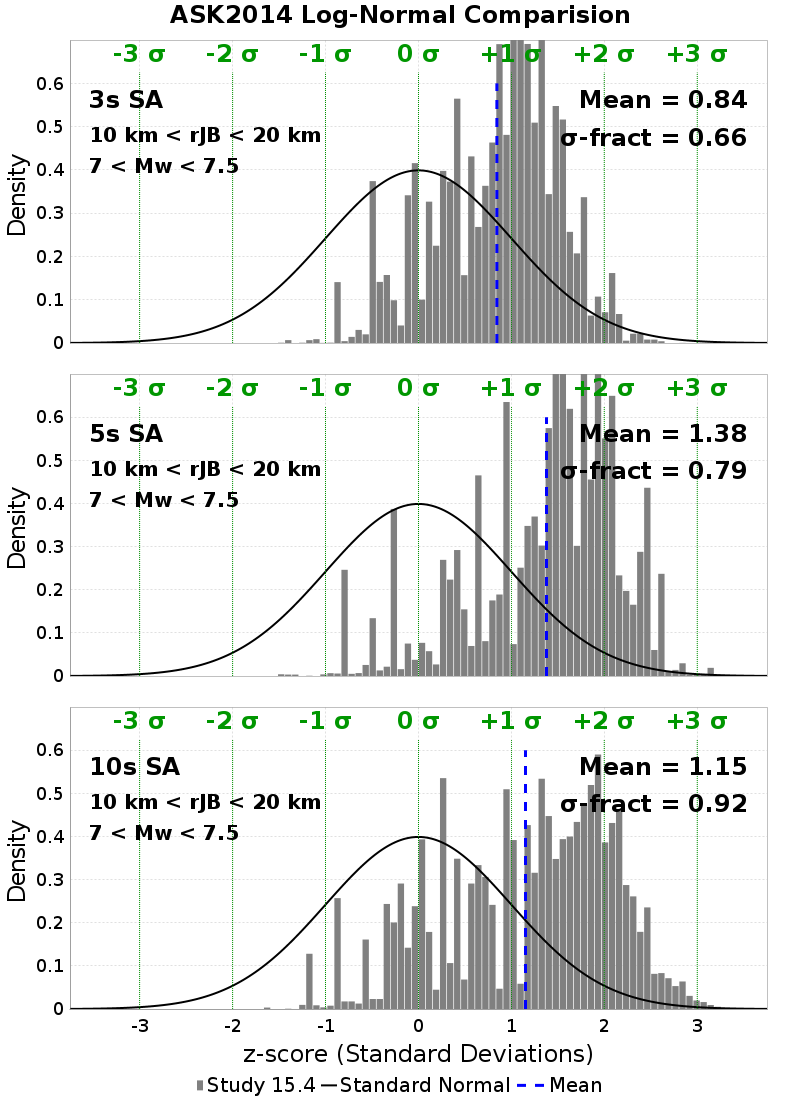 ASK2014 Log-Normal Comparision
-3 σ -2 σ -1 σ 0 σ +1 σ +2 σ +3 σ
3s SA
10 km < rJB < 20 km
7 < Mw < 7.5
Mean = 0.84
σ-fract = 0.66
0.6
0.5
0.4
0.3
0.2
0.1
0
Density
-3 σ -2 σ -1 σ 0 σ +1 σ +2 σ +3 σ
5s SA
10 km < rJB < 20 km
7 < Mw < 7.5
Mean = 1.38
σ-fract = 0.79
0.6
0.5
0.4
0.3
0.2
0.1
0
Density
-3 σ -2 σ -1 σ 0 σ +1 σ +2 σ +3 σ
10s SA
10 km < rJB < 20 km
7 < Mw < 7.5
Mean = 1.15
σ-fract = 0.92
0.6
0.5
0.4
0.3
0.2
0.1
0
Density
-3 -2 -1 0 1 2 3
z-score (Standard Deviations)
Study 15.4 Standard Normal Mean